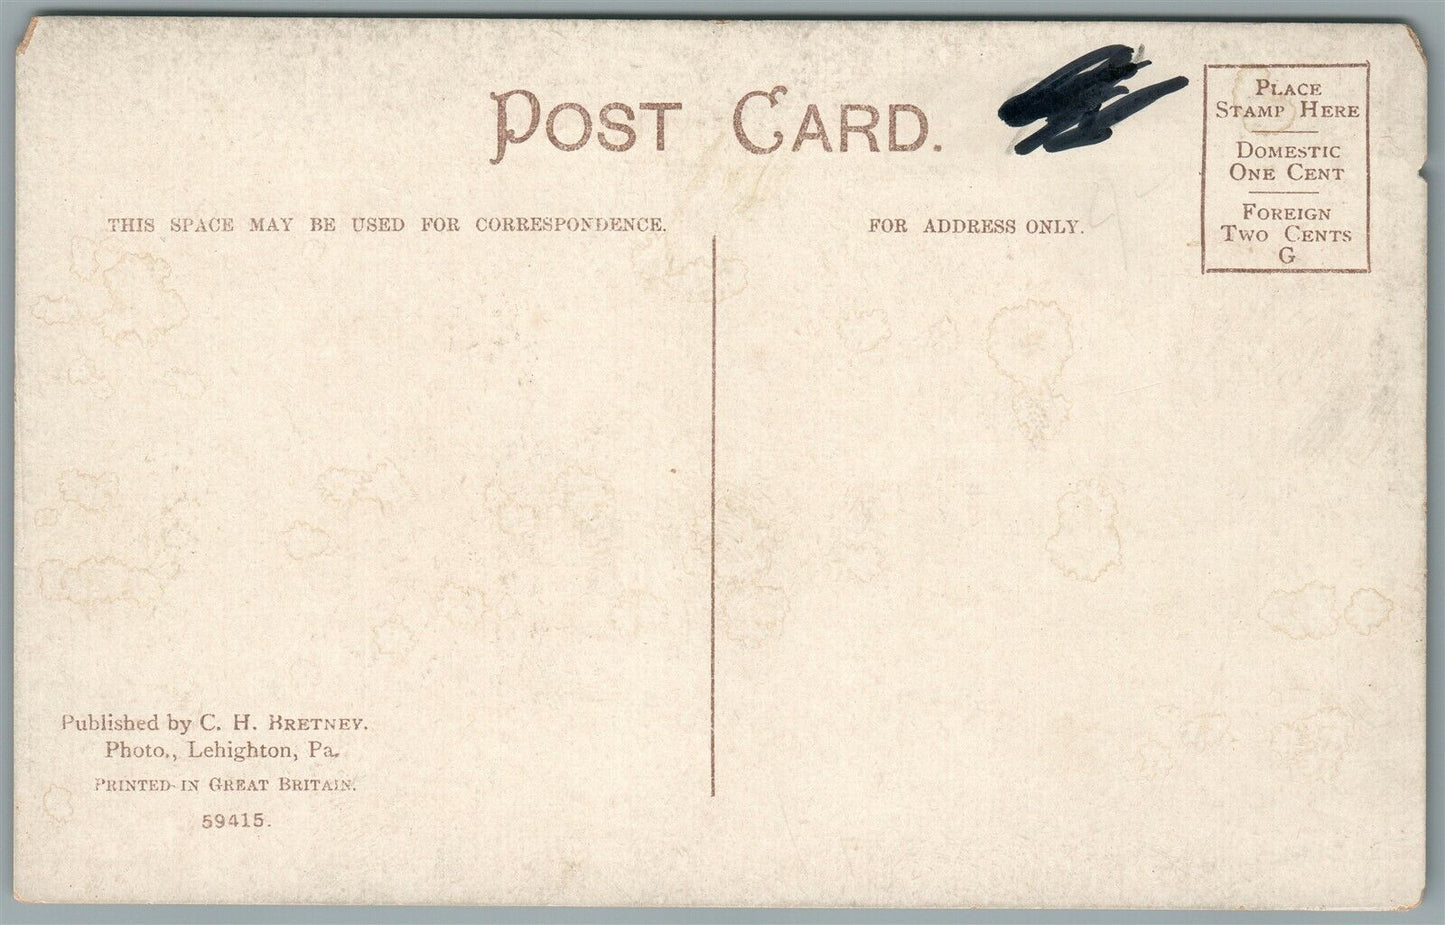 POST CARD.
THIS SPACE MAY BE USED FOR CORRESPONDENCE.
FOR ADDRESS ONLY.
PLACE
STAMP HERE
DOMESTIC
ONE CENT
FOREIGN
TWO CENTS
G
Published by C. H. BRETNEY.
Photo., Lehighton, Pa.
PRINTED IN GREAT BRITAIN.
59415.